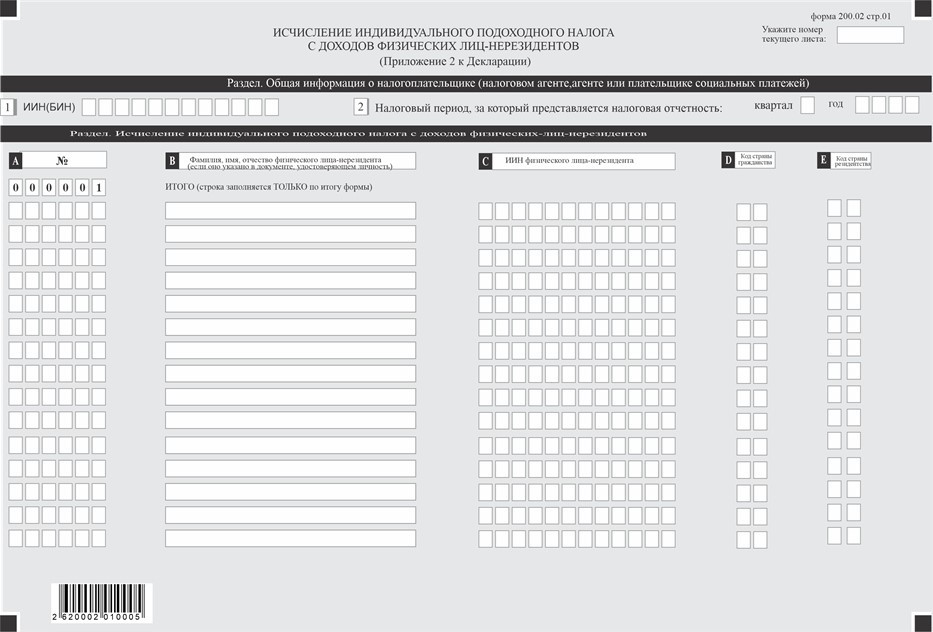 форма 200.02 стр.01
ИСЧИСЛЕНИЕ ИНДИВИДУАЛЬНОГО ПОДОХОДНОГО НАЛОГА
С ДОХОДОВ ФИЗИЧЕСКИХ ЛИЦ-НЕРЕЗИДЕНТОВ
(Приложение 2 к Декларации)
Укажите номер
текущего листа:
Раздел. Общая информация о налогоплательщике (налоговом агенте,агенте или плательщике социальных платежей)
1 ИИН(БИН) 2 Налоговый период, за который представляется налоговая отчетность: квартал год
Раздел. Исчисление индивидуального подоходного налога с доходов физических-лиц-нерезидентов
A №
B Фамилия, имя, отчество физического лица-нерезидента
(если оно указано в документе, удостоверяющем личность)
C ИИН физического лица-нерезидента
D Код страны
гражданства
E Код страны
резидентства
0 0 0 0 0 1 ИТОГО (строка заполняется ТОЛЬКО по итогу формы)
2 620002 010005